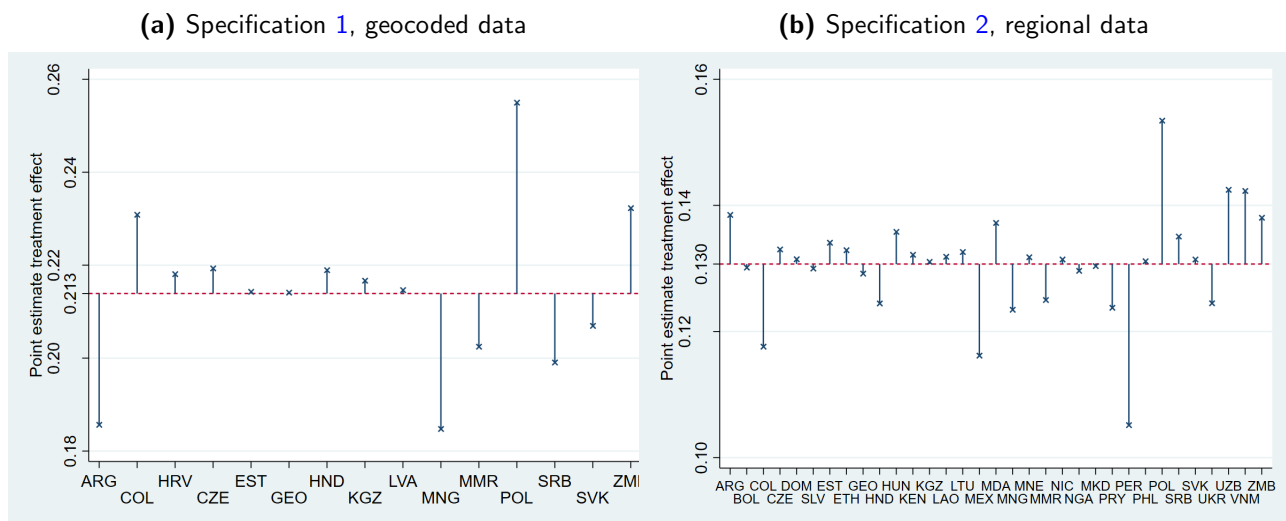 (a) Specification 1, geocoded data
Point estimate treatment effect
0.26
0.24
0.22
0.213
0.20
0.18
ARG HRV EST HND LVA MMR SRB
COL CZE GEO KGZ MNG POL SVK
(b) Specification 2, regional data
Point estimate treatment effect
0.16
0.14
0.130
0.12
0.10
ARG COL DOM EST GEO HUN KGZ LTU MDA MNE NIC MKD PER POL SVK UZB ZMB
BOL CZE SLV ETH HND KEN LAO MEX MNG MMR NGA PRY PHL SRB UKR VNM